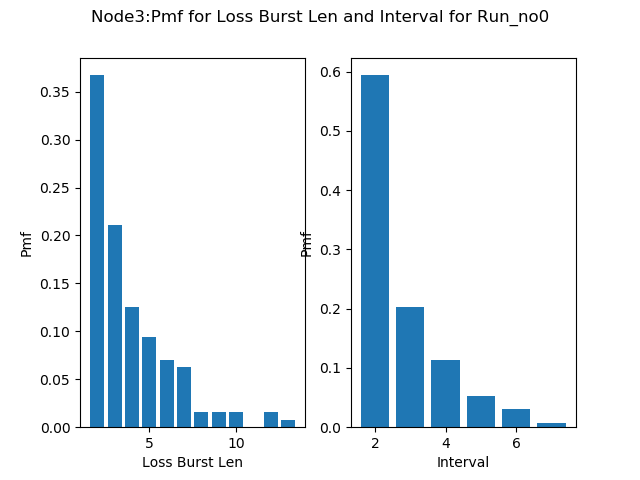 Node3:Pmf for Loss Burst Len and Interval for Run_no0
Pmf
0.35
0.30
0.25
0.20
0.15
0.10
0.05
0.00
5 10
Loss Burst Len
Pmf
0.6
0.5
0.4
0.3
0.2
0.1
0.0
2 4 6
Interval